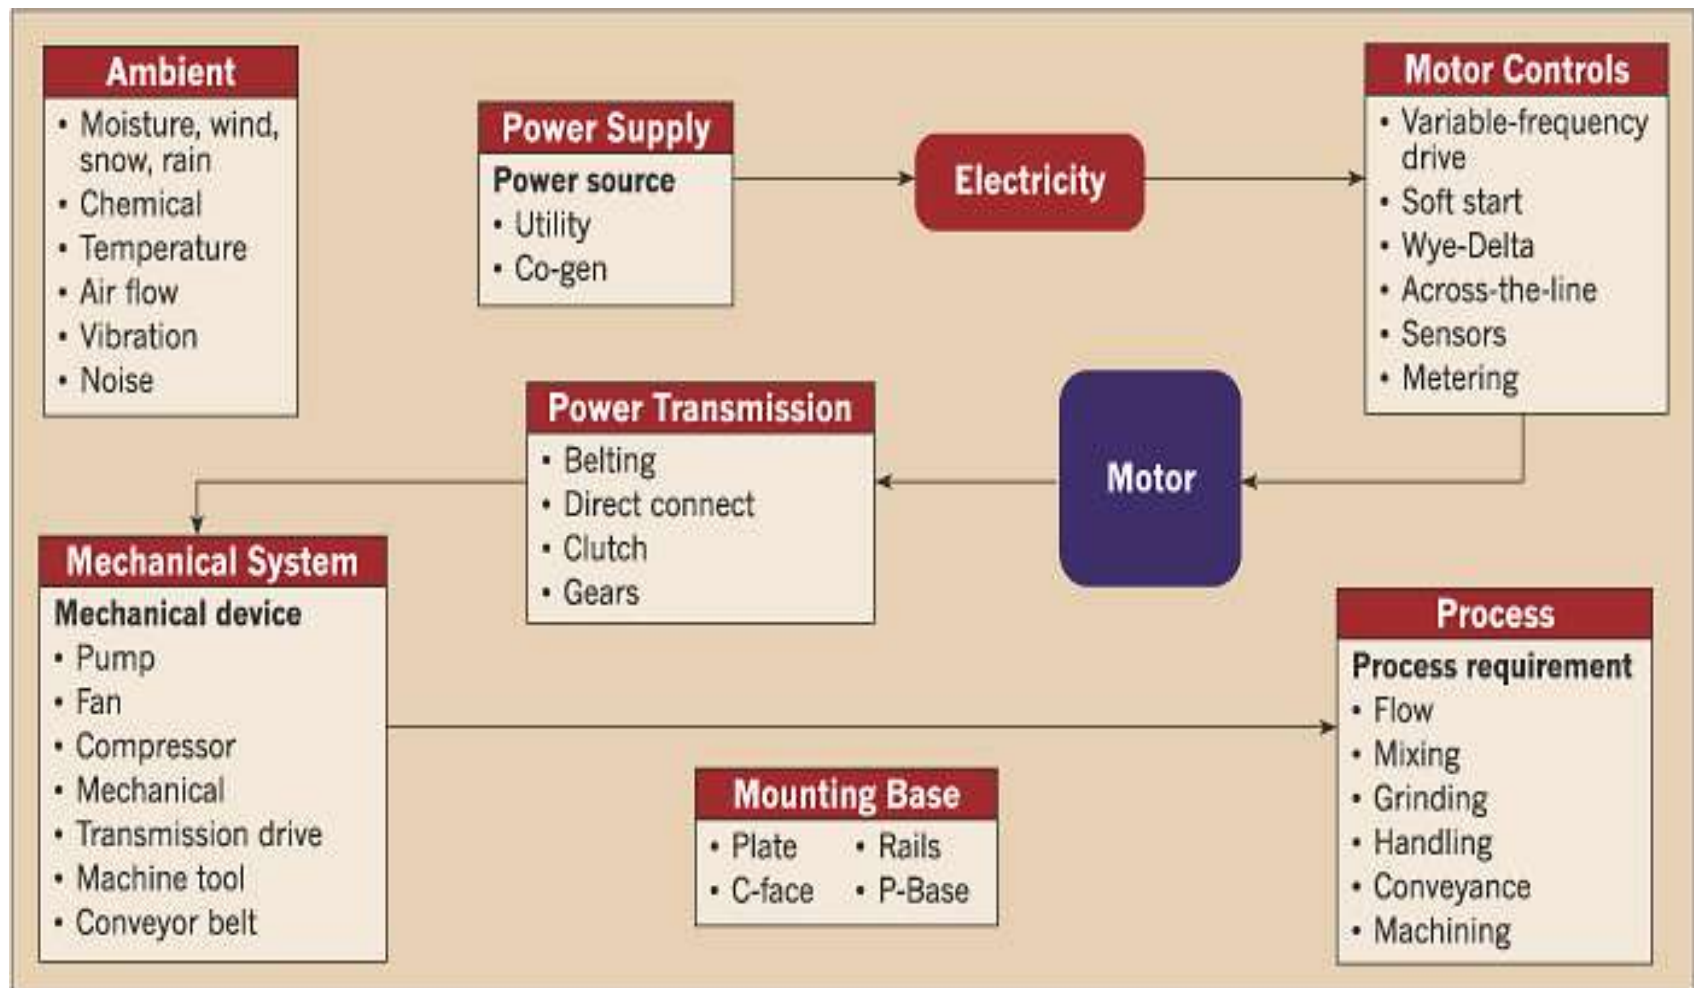 Ambient
• Moisture, wind,
snow, rain
• Chemical
• Temperature
• Air flow
• Vibration
• Noise
Power Supply
Power source
• Utility
• Co-gen
Electricity
Motor Controls
• Variable-frequency
drive
• Soft start
• Wye-Delta
• Across-the-line
• Sensors
• Metering
Motor
Power Transmission
• Belting
• Direct connect
• Clutch
• Gears
Mechanical System
Mechanical device
• Pump
• Fan
• Compressor
• Mechanical
• Transmission drive
• Machine tool
• Conveyor belt
Process
Process requirement
• Flow
• Mixing
• Grinding
• Handling
• Conveyance
• Machining
Mounting Base
• Plate • Rails
• C-face • P-Base